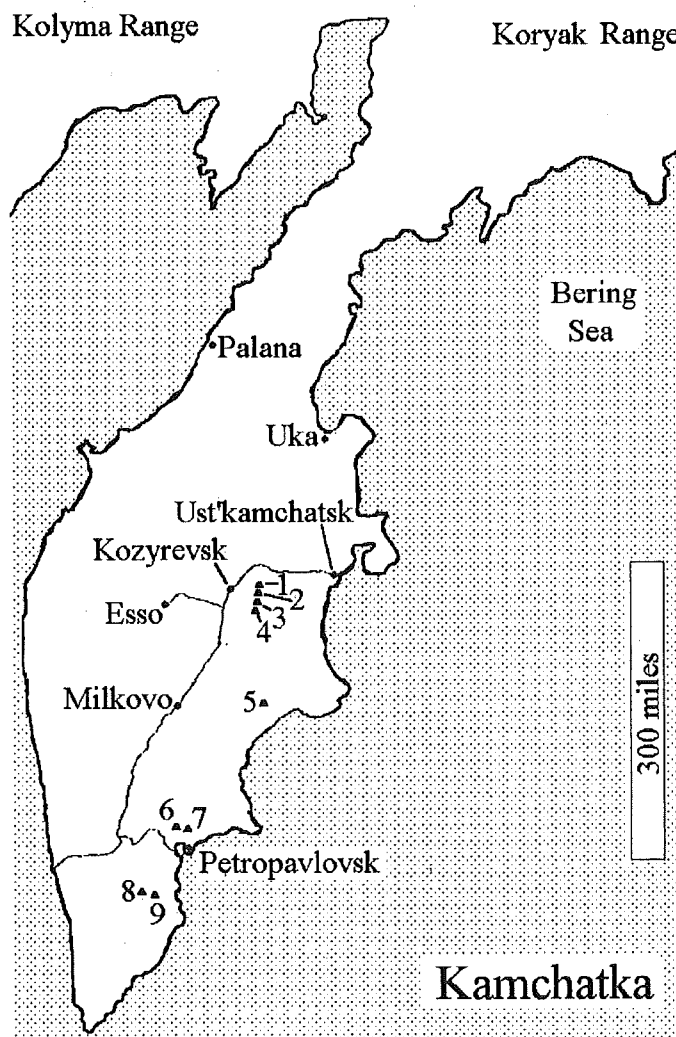 Kolyma Range
Koryak Range
Bering
Sea
Palana
Uka
Ust'kamchatsk
Kozyrevsk
1
2
Esso
3
4
Milkovo
5
300 miles
6
7
Petropavlovsk
8
9
Kamchatka